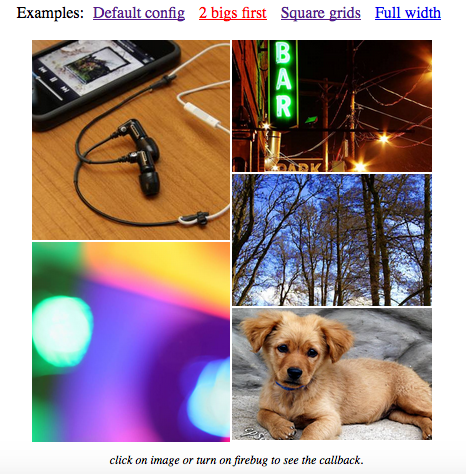 Examples: Default config 2 bigs first Square grids Full width
BAR
PARK
click on image or turn on firebug to see the callback.